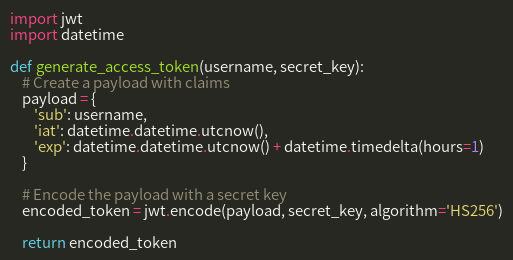 import jwt
import datetime

def generate_access_token(username, secret_key):
    # Create a payload with claims
    payload = {
        'sub': username,
        'iat': datetime.datetime.utcnow(),
        'exp': datetime.datetime.utcnow() + datetime.timedelta(hours=1)
    }

    # Encode the payload with a secret key
    encoded_token = jwt.encode(payload, secret_key, algorithm='HS256')

    return encoded_token